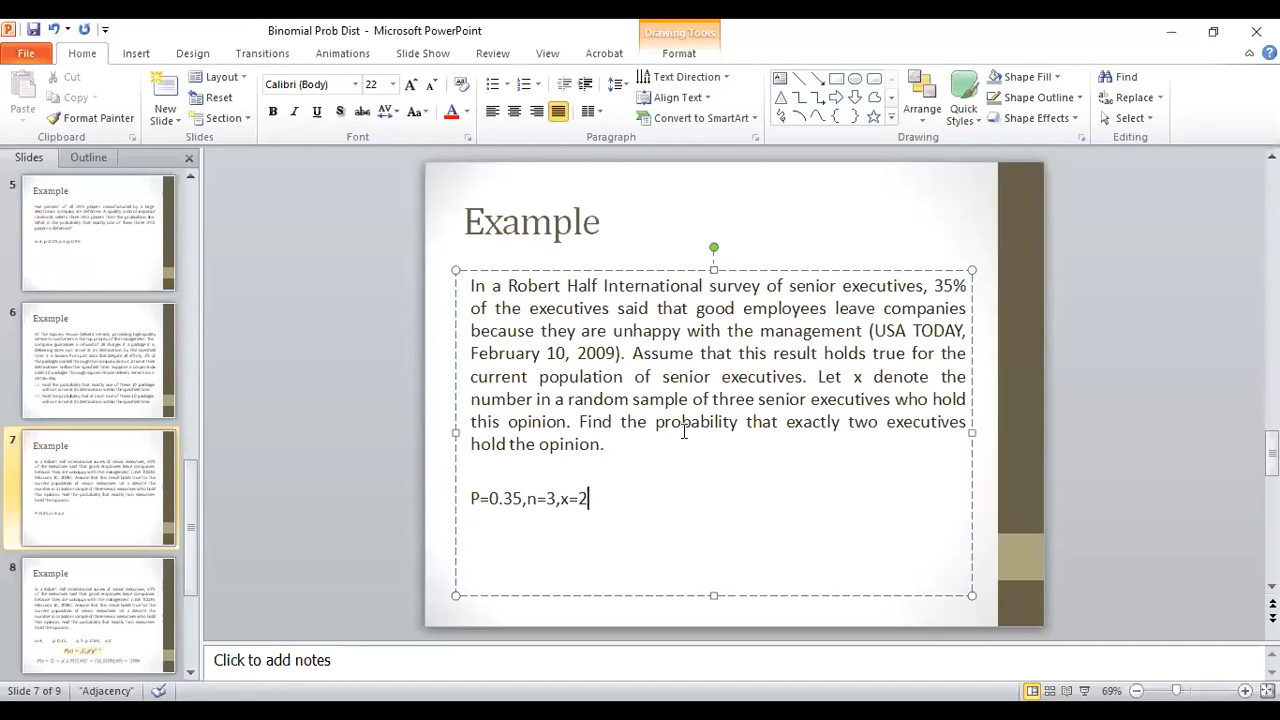 Binomial Prob Dist - Microsoft PowerPoint
Drawing Tools
File Home Insert Design Transitions Animations Slide Show Review View Acrobat Format
Cut
Copy
Format Painter
Paste
Clipboard
New Slide
Layout
Reset
Section
Slides
Calibri (Body) 22
Font
Text Direction
Align Text
Convert to SmartArt
Paragraph
Arrange
Quick Styles
Shape Fill
Shape Outline
Shape Effects
Drawing
Find
Replace
Select
Editing
Slides Outline
5
Example
6
7
Example
8
Example
Example
In a Robert Half International survey of senior executives, 35%
of the executives said that good employees leave companies
because they are unhappy with the management (USA TODAY,
February 10, 2009). Assume that this result holds true for the
current population of senior executives. Let x denote the
number in a random sample of three senior executives who hold
this opinion. Find the probability that exactly two executives
hold the opinion.
P=0.35,n=3,x=2
Click to add notes
Slide 7 of 9 "Adjacency" 69%